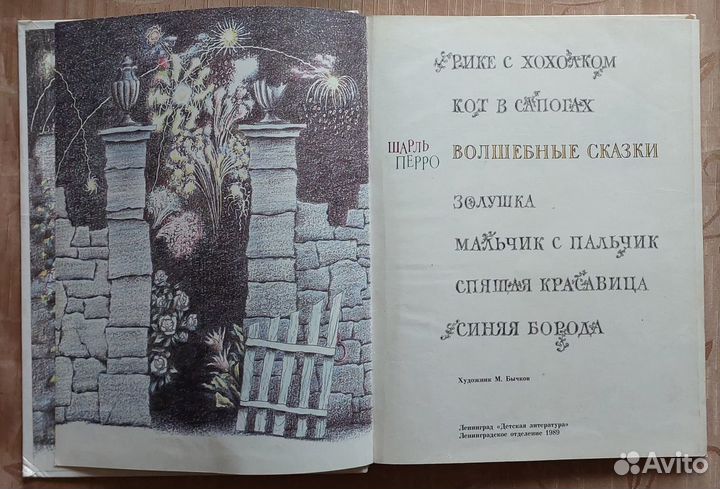 РИКЕ С ХОХОЛКОМ
КОТ В САПОГАХ
ШАРЛЬ
ПЕРРО
ВОЛШЕБНЫЕ СКАЗКИ
ЗОЛУШКА
МАЛЬЧИК С ПАЛЬЧИК
СПЯЩАЯ КРАСАВИЦА
СИНЯЯ БОРОДА
Художник М. Бычков
Ленинград «Детская литература»
Ленинградское отделение 1989
Avito